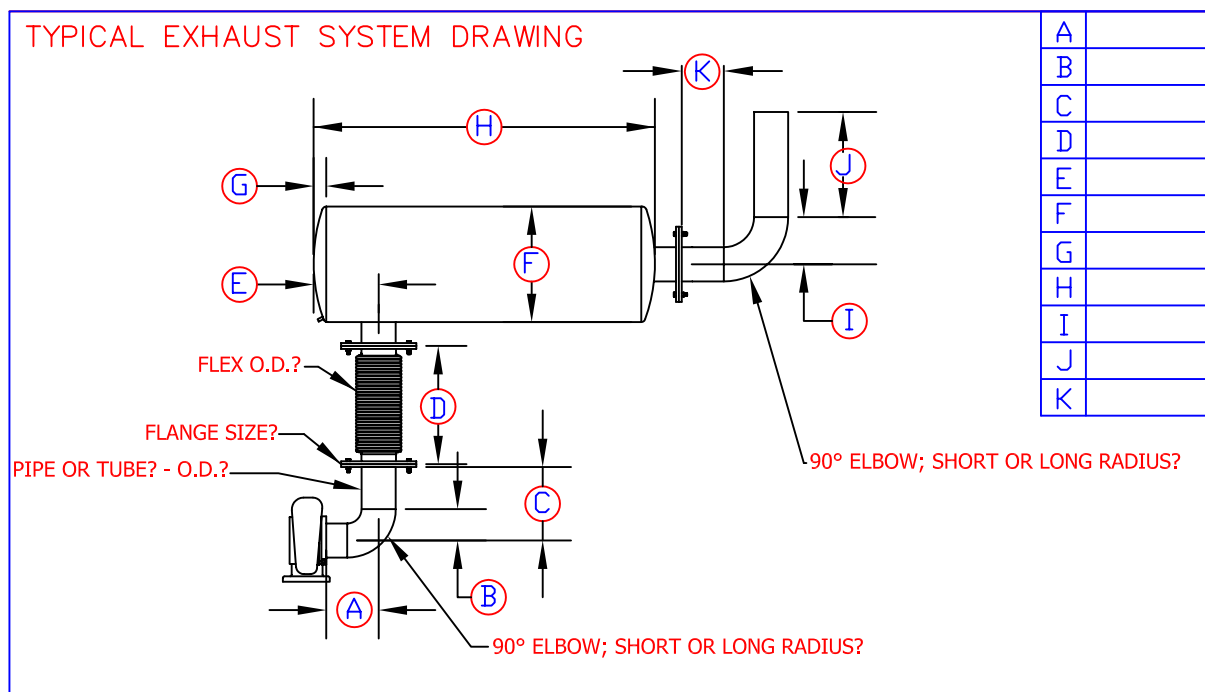 TYPICAL EXHAUST SYSTEM DRAWING
A
B
C
D
E
F
G
H
I
J
K
K
H
J
G
F
E
I
FLEX O.D.?
D
FLANGE SIZE?
PIPE OR TUBE? - O.D.?
90° ELBOW; SHORT OR LONG RADIUS?
C
B
A
90° ELBOW; SHORT OR LONG RADIUS?